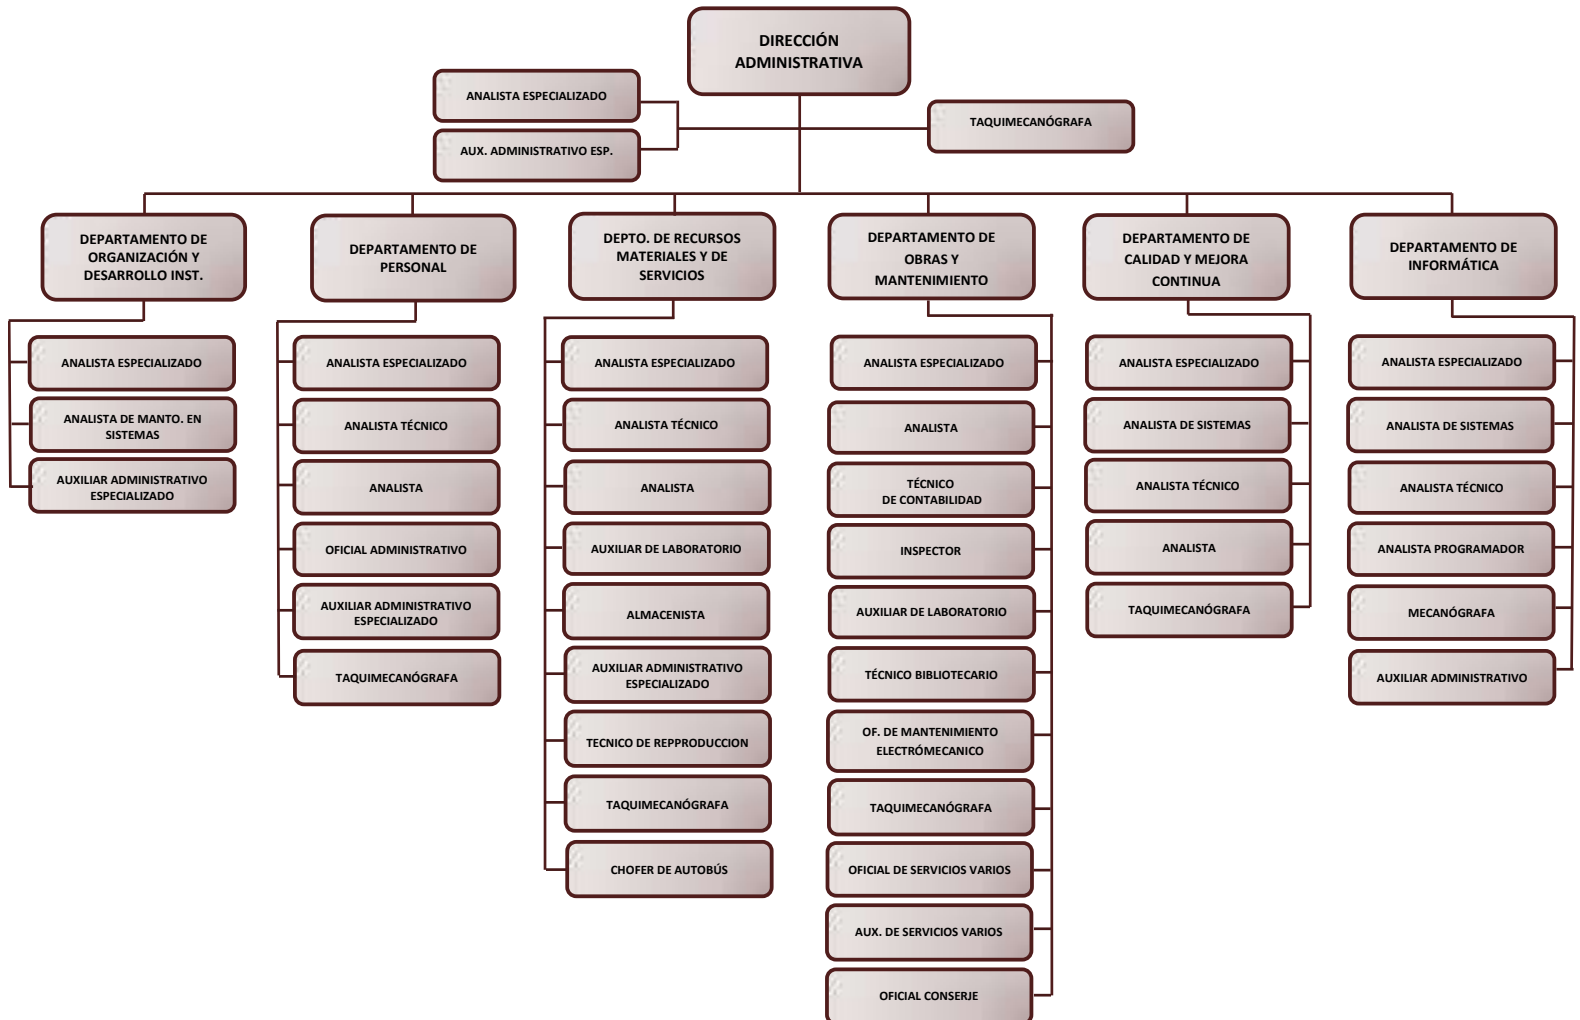 DIRECCIÓN
ADMINISTRATIVA
ANALISTA ESPECIALIZADO
AUX. ADMINISTRATIVO ESP.
TAQUIMECANÓGRAFA
DEPARTAMENTO DE
ORGANIZACIÓN Y
DESARROLLO INST.
ANALISTA ESPECIALIZADO
ANALISTA DE MANTO. EN
SISTEMAS
AUXILIAR ADMINISTRATIVO
ESPECIALIZADO
DEPARTAMENTO DE
PERSONAL
ANALISTA ESPECIALIZADO
ANALISTA TÉCNICO
ANALISTA
OFICIAL ADMINISTRATIVO
AUXILIAR ADMINISTRATIVO
ESPECIALIZADO
TAQUIMECANÓGRAFA
DEPTO. DE RECURSOS
MATERIALES Y DE
SERVICIOS
ANALISTA ESPECIALIZADO
ANALISTA TÉCNICO
ANALISTA
AUXILIAR DE LABORATORIO
ALMACENISTA
AUXILIAR ADMINISTRATIVO
ESPECIALIZADO
TECNICO DE REPPRODUCCION
TAQUIMECANÓGRAFA
CHOFER DE AUTOBÚS
DEPARTAMENTO DE
OBRAS Y
MANTENIMIENTO
ANALISTA ESPECIALIZADO
ANALISTA
TÉCNICO
DE CONTABILIDAD
INSPECTOR
AUXILIAR DE LABORATORIO
TÉCNICO BIBLIOTECARIO
OF. DE MANTENIMIENTO
ELECTRÓMECANICO
TAQUIMECANÓGRAFA
OFICIAL DE SERVICIOS VARIOS
AUX. DE SERVICIOS VARIOS
OFICIAL CONSERJE
DEPARTAMENTO DE
CALIDAD Y MEJORA
CONTINUA
ANALISTA ESPECIALIZADO
ANALISTA DE SISTEMAS
ANALISTA TÉCNICO
ANALISTA
TAQUIMECANÓGRAFA
DEPARTAMENTO DE
INFORMÁTICA
ANALISTA ESPECIALIZADO
ANALISTA DE SISTEMAS
ANALISTA TÉCNICO
ANALISTA PROGRAMADOR
MECANÓGRAFA
AUXILIAR ADMINISTRATIVO